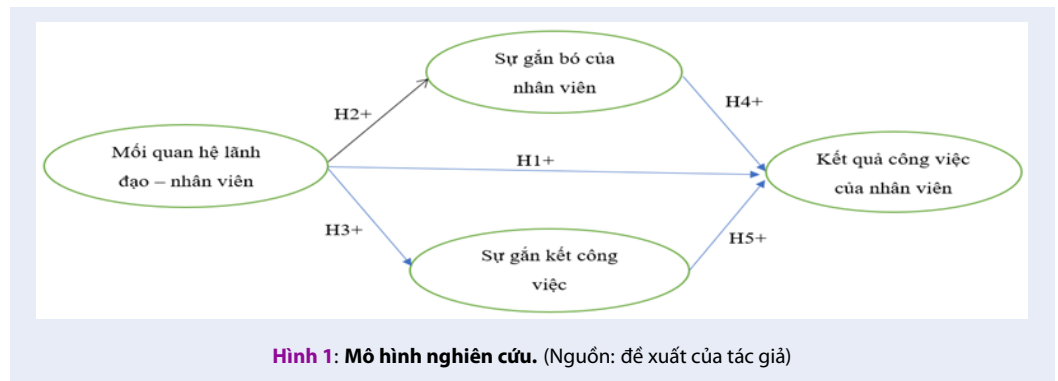 Sự gắn bó của
nhân viên
H2+
H4+
Mối quan hệ lãnh
đạo – nhân viên
H1+
Kết quả công việc
của nhân viên
H3+
H5+
Sự gắn kết công
việc
Hình 1: Mô hình nghiên cứu. (Nguồn: đề xuất của tác giả)